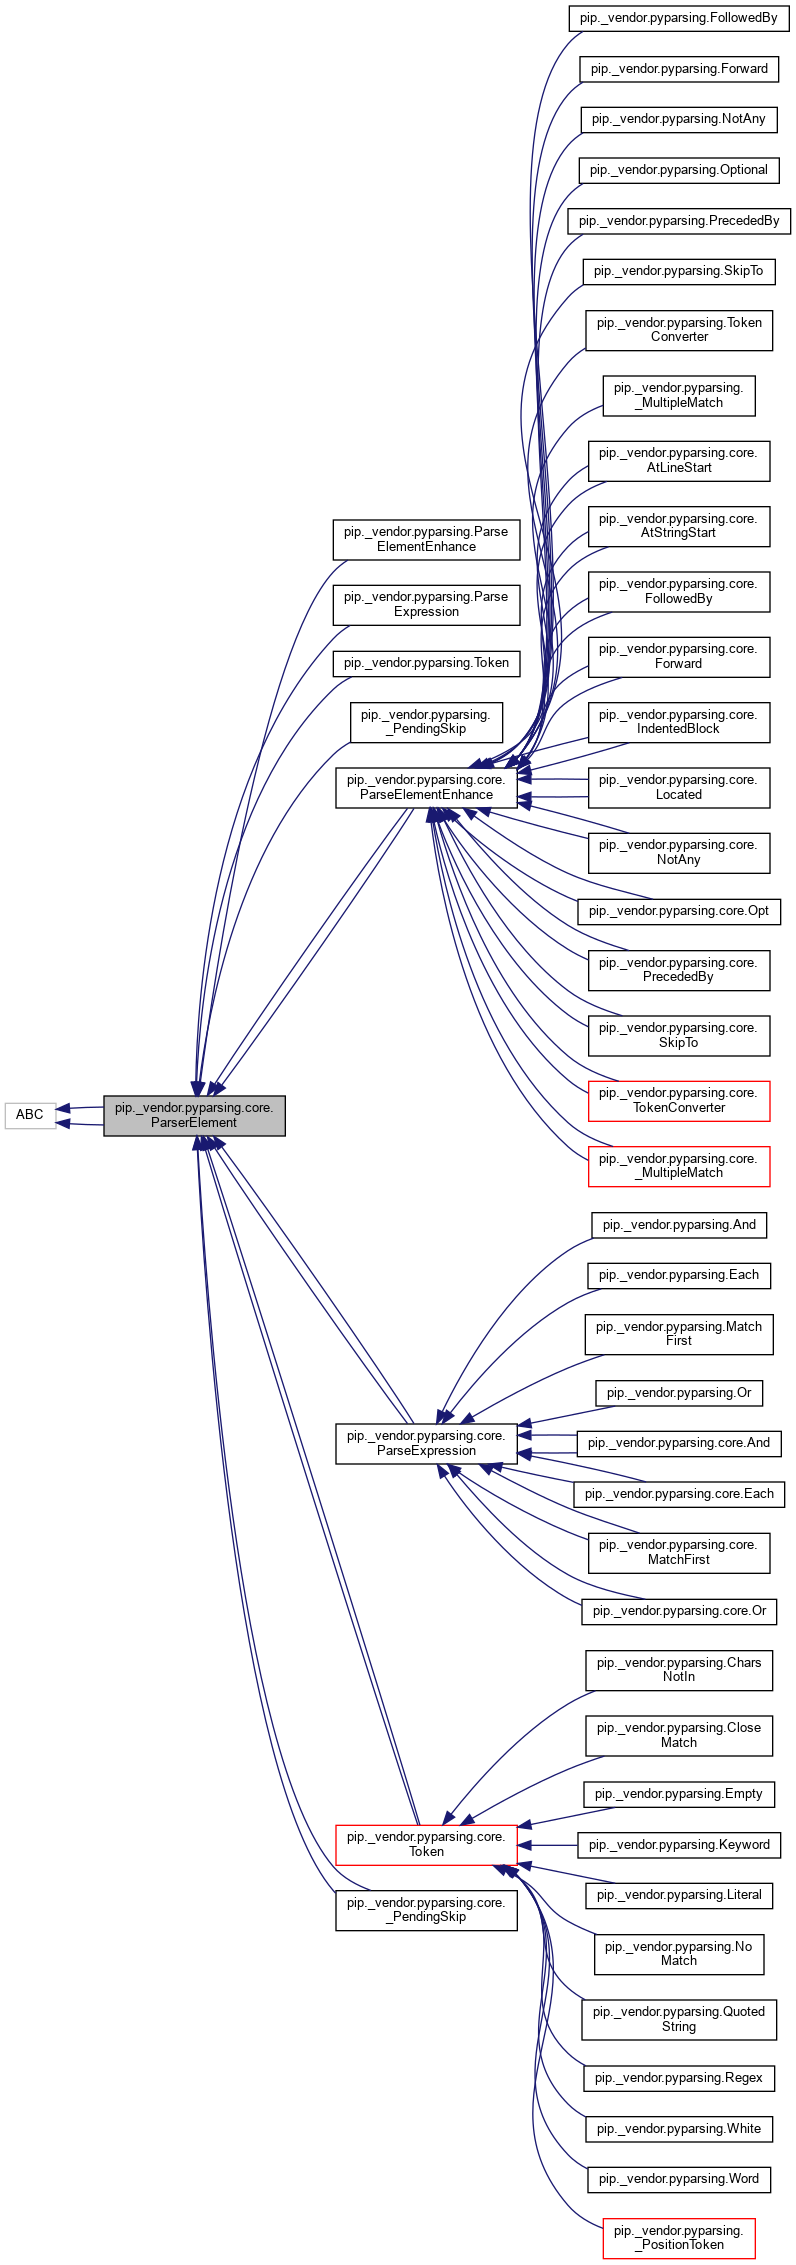 ABC
pip._vendor.pyparsing.core.
ParserElement
pip._vendor.pyparsing.Parse
ElementEnhance
pip._vendor.pyparsing.Parse
Expression
pip._vendor.pyparsing.Token
pip._vendor.pyparsing.
_PendingSkip
pip._vendor.pyparsing.core.
ParseElementEnhance
pip._vendor.pyparsing.FollowedBy
pip._vendor.pyparsing.Forward
pip._vendor.pyparsing.NotAny
pip._vendor.pyparsing.Optional
pip._vendor.pyparsing.PrecededBy
pip._vendor.pyparsing.SkipTo
pip._vendor.pyparsing.Token
Converter
pip._vendor.pyparsing.
_MultipleMatch
pip._vendor.pyparsing.core.
AtLineStart
pip._vendor.pyparsing.core.
AtStringStart
pip._vendor.pyparsing.core.
FollowedBy
pip._vendor.pyparsing.core.
Forward
pip._vendor.pyparsing.core.
IndentedBlock
pip._vendor.pyparsing.core.
Located
pip._vendor.pyparsing.core.
NotAny
pip._vendor.pyparsing.core.Opt
pip._vendor.pyparsing.core.
PrecededBy
pip._vendor.pyparsing.core.
SkipTo
pip._vendor.pyparsing.core.
TokenConverter
pip._vendor.pyparsing.core.
_MultipleMatch
pip._vendor.pyparsing.core.
ParseExpression
pip._vendor.pyparsing.And
pip._vendor.pyparsing.Each
pip._vendor.pyparsing.Match
First
pip._vendor.pyparsing.Or
pip._vendor.pyparsing.core.And
pip._vendor.pyparsing.core.Each
pip._vendor.pyparsing.core.
MatchFirst
pip._vendor.pyparsing.core.Or
pip._vendor.pyparsing.core.
Token
pip._vendor.pyparsing.Chars
NotIn
pip._vendor.pyparsing.Close
Match
pip._vendor.pyparsing.Empty
pip._vendor.pyparsing.Keyword
pip._vendor.pyparsing.Literal
pip._vendor.pyparsing.No
Match
pip._vendor.pyparsing.Quoted
String
pip._vendor.pyparsing.Regex
pip._vendor.pyparsing.White
pip._vendor.pyparsing.Word
pip._vendor.pyparsing.
_PositionToken
pip._vendor.pyparsing.core.
_PendingSkip